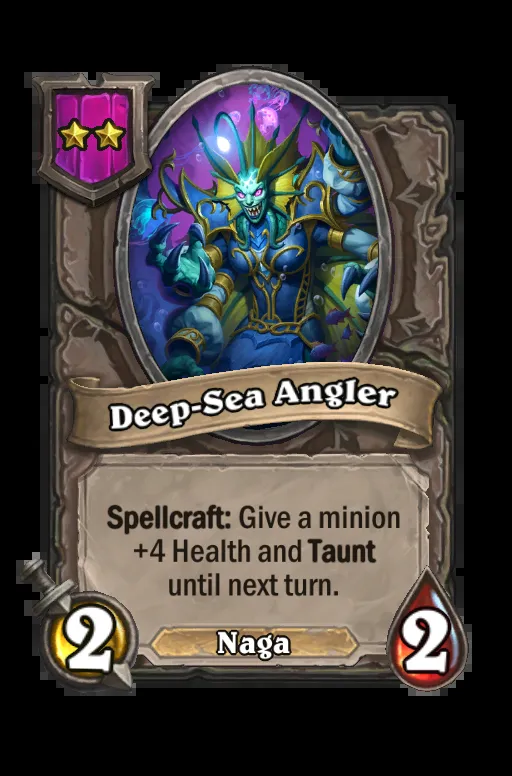 Deep-Sea Angler
Spellcraft: Give a minion
+4 Health and Taunt
until next turn.
2
Naga
2